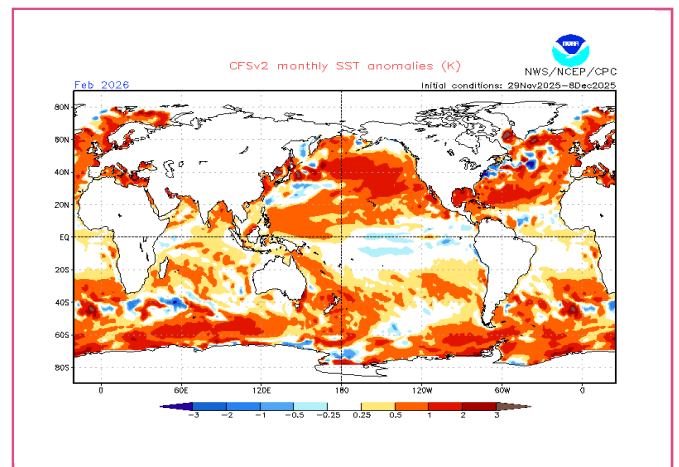 NOAA
CFSv2 monthly SST anomalies (K)
NWS/NCEP/CPC
Feb 2026
Initial conditions: 29Nov2025-8Dec2025
80N
60N
40N
20N
EQ
20S
40S
60S
80S
0 60E 120E 180 120W 60W 0
-3 -2 -1 -0.5 -0.25 0.25 0.5 1 2 3